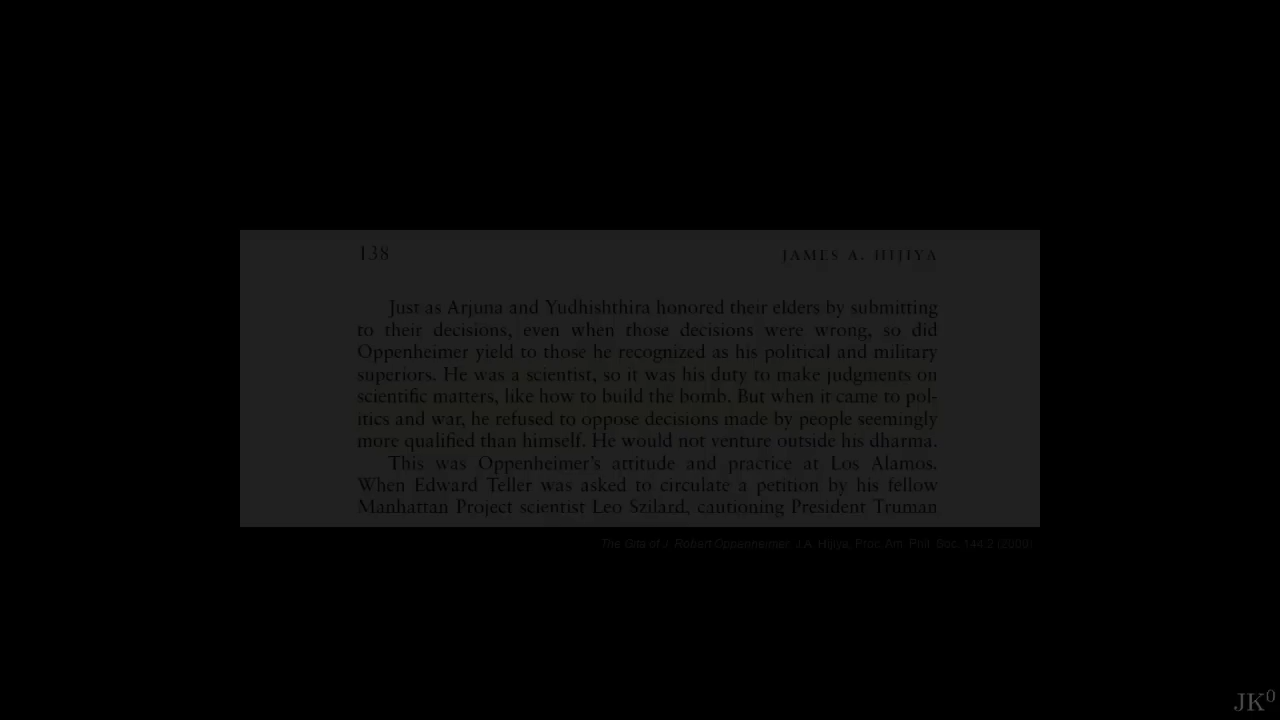 138
JAMES A. HIJIYA
Just as Arjuna and Yudhishthira honored their elders by submitting
to their decisions, even when those decisions were wrong, so did
Oppenheimer yield to those he recognized as his political and military
superiors. He was a scientist, so it was his duty to make judgments on
scientific matters, like how to build the bomb. But when it came to pol-
itics and war, he refused to oppose decisions made by people seemingly
more qualified than himself. He would not venture outside his dharma.
This was Oppenheimer's attitude and practice at Los Alamos.
When Edward Teller was asked to circulate a petition by his fellow
Manhattan Project scientist Leo Szilard, cautioning President Truman
The Gita of J. Robert Oppenheimer. J.A. Hijiya, Proc. Am. Phil. Soc. 144:2 (2000)
JK⁰